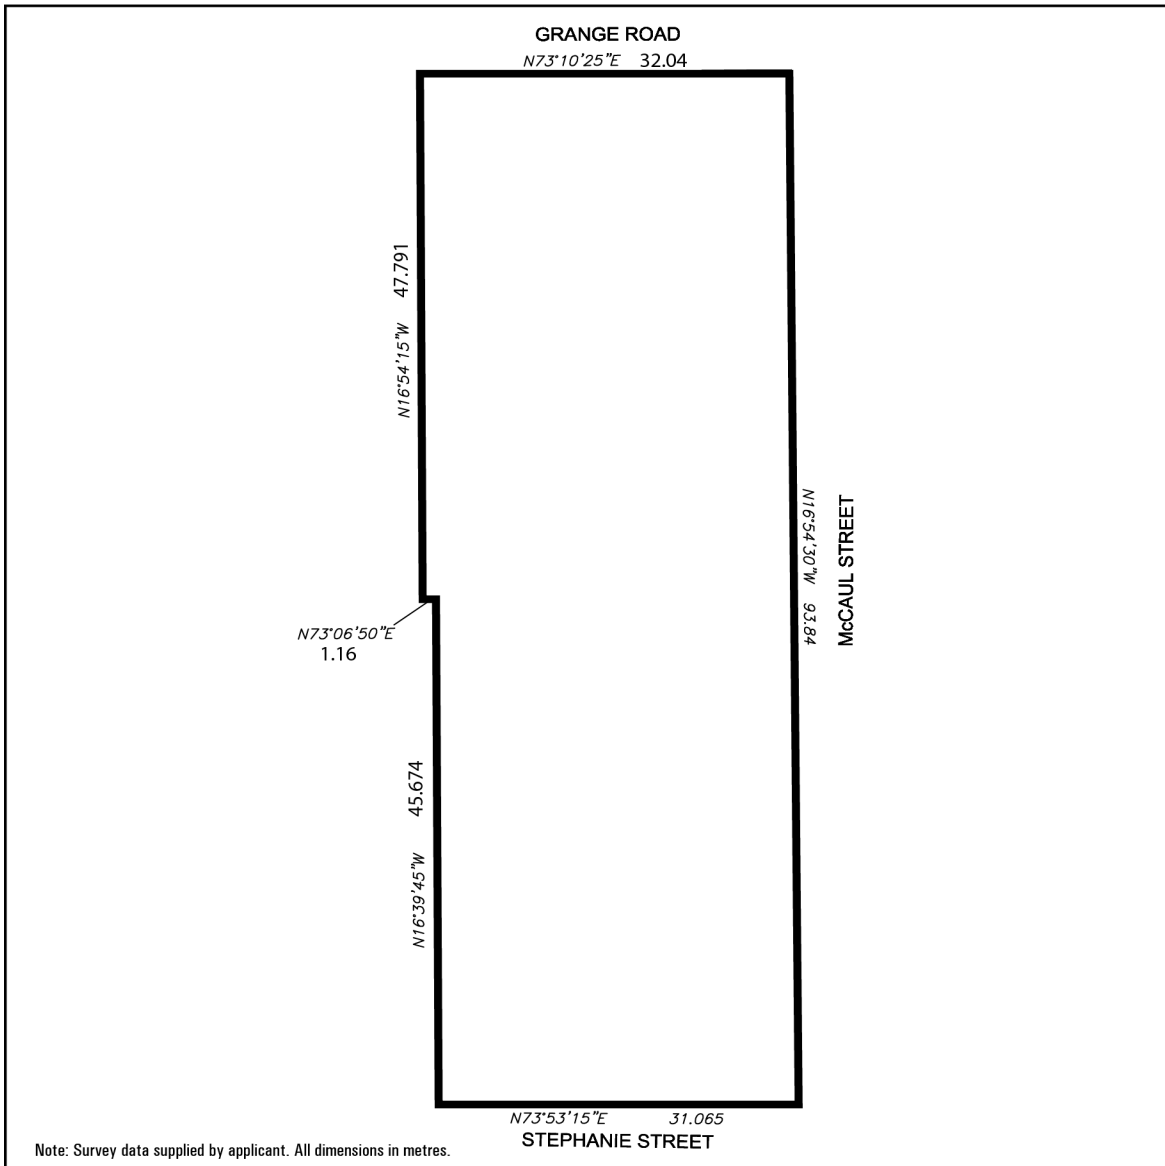 GRANGE ROAD
N73°10'25"E 32.04
47.791
N16°54'15"W
N16°54'30"W 93.84
McCAUL STREET
N73°06'50"E
1.16
45.674
N16°39'45"W
N73°53'15"E 31.065
STEPHANIE STREET
Note: Survey data supplied by applicant. All dimensions in metres.